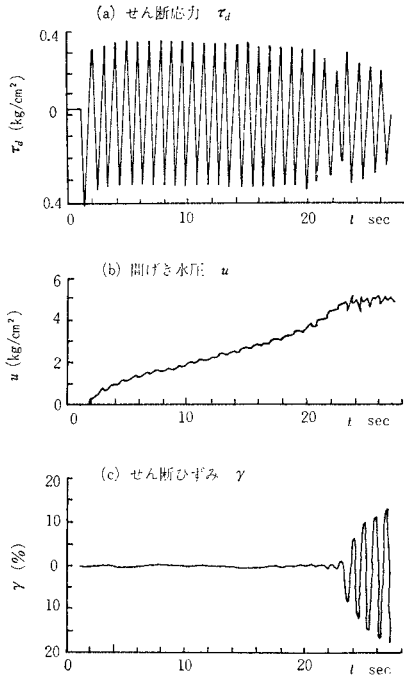 (a) せん断応力 τd
0.4
0
0.4
τd (kg/cm²)
0 10 20
t sec
(b)間げき水圧 u
6
4
2
0
u (kg/cm²)
0 10 20
t sec
(c) せん断ひずみ γ
20
10
0
10
20
γ (%)
0 10 20
t sec